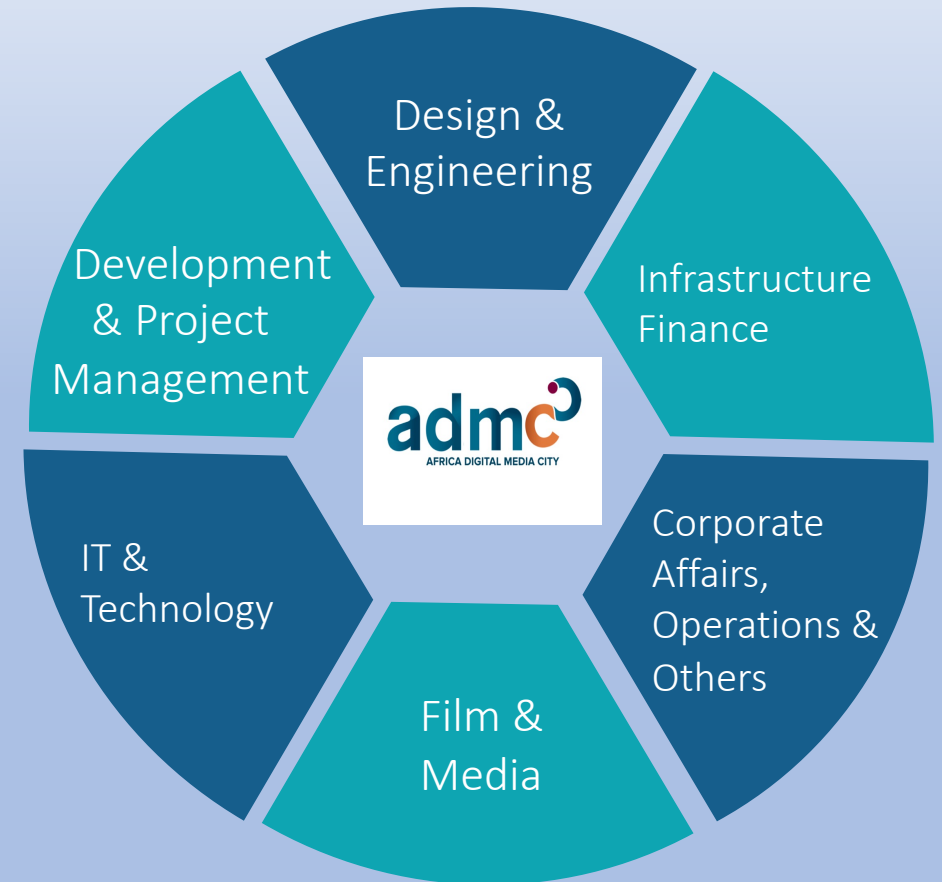 Design &
Engineering
Infrastructure
Finance
Corporate
Affairs,
Operations &
Others
Film &
Media
IT &
Technology
Development
& Project
Management
admc
AFRICA DIGITAL MEDIA CITY